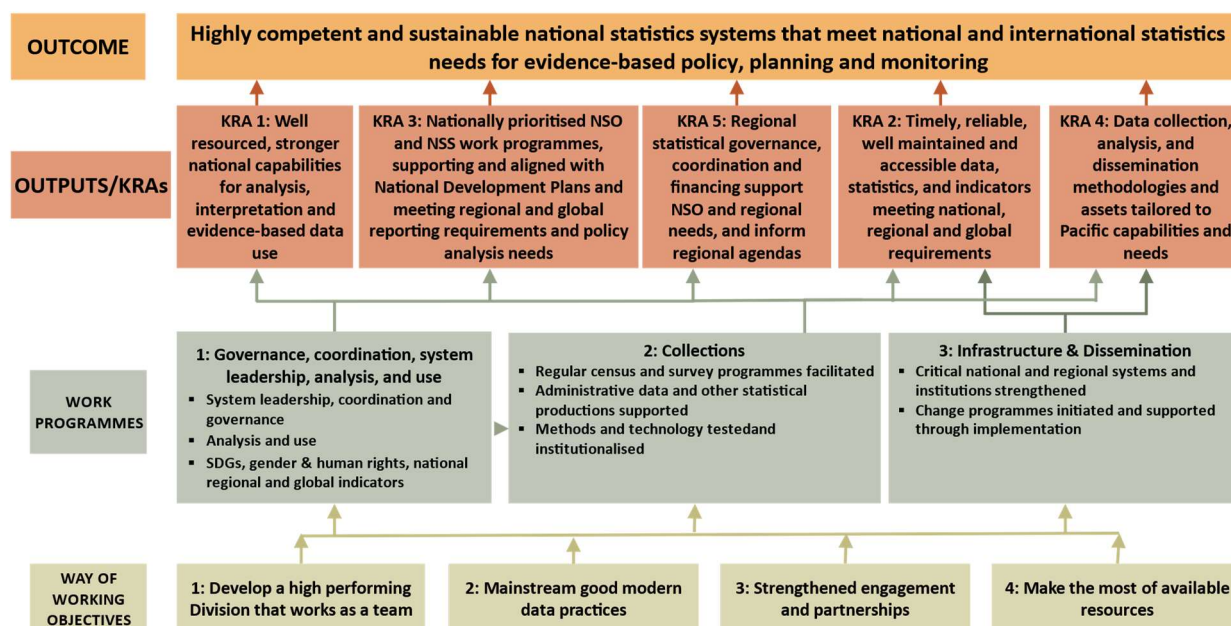 OUTCOME
Highly competent and sustainable national statistics systems that meet national and international statistics
needs for evidence-based policy, planning and monitoring
OUTPUTS/KRAs
KRA 1: Well
resourced, stronger
national capabilities
for analysis,
interpretation and
evidence-based data
use
KRA 3: Nationally prioritised NSO
and NSS work programmes,
supporting and aligned with
National Development Plans and
meeting regional and global
reporting requirements and policy
analysis needs
KRA 5: Regional
statistical governance,
coordination and
financing support
NSO and regional
needs, and inform
regional agendas
KRA 2: Timely, reliable,
well maintained and
accessible data,
statistics, and indicators
meeting national,
regional and global
requirements
KRA 4: Data collection,
analysis, and
dissemination
methodologies and
assets tailored to
Pacific capabilities and
needs
WORK
PROGRAMMES
1: Governance, coordination, system
leadership, analysis, and use
▪ System leadership, coordination and
governance
▪ Analysis and use
▪ SDGs, gender & human rights, national
regional and global indicators
2: Collections
▪ Regular census and survey programmes facilitated
▪ Administrative data and other statistical
productions supported
▪ Methods and technology testedand
institutionalised
3: Infrastructure & Dissemination
▪ Critical national and regional systems and
institutions strengthened
▪ Change programmes initiated and supported
through implementation
WAY OF
WORKING
OBJECTIVES
1: Develop a high performing
Division that works as a team
2: Mainstream good modern
data practices
3: Strengthened engagement
and partnerships
4: Make the most of available
resources